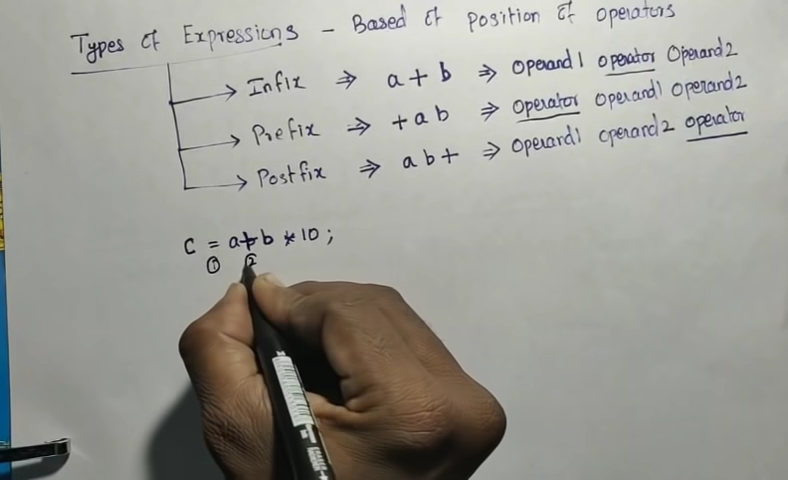 Types of Expressions - Based of Position of Operators
Infix ⇒ a + b ⇒ Operand1 operator Operand2
Prefix ⇒ + a b ⇒ Operator operand1 operand2
Postfix ⇒ a b + ⇒ Operand1 operand2 operator
C = a + b * 10 ;
① ②